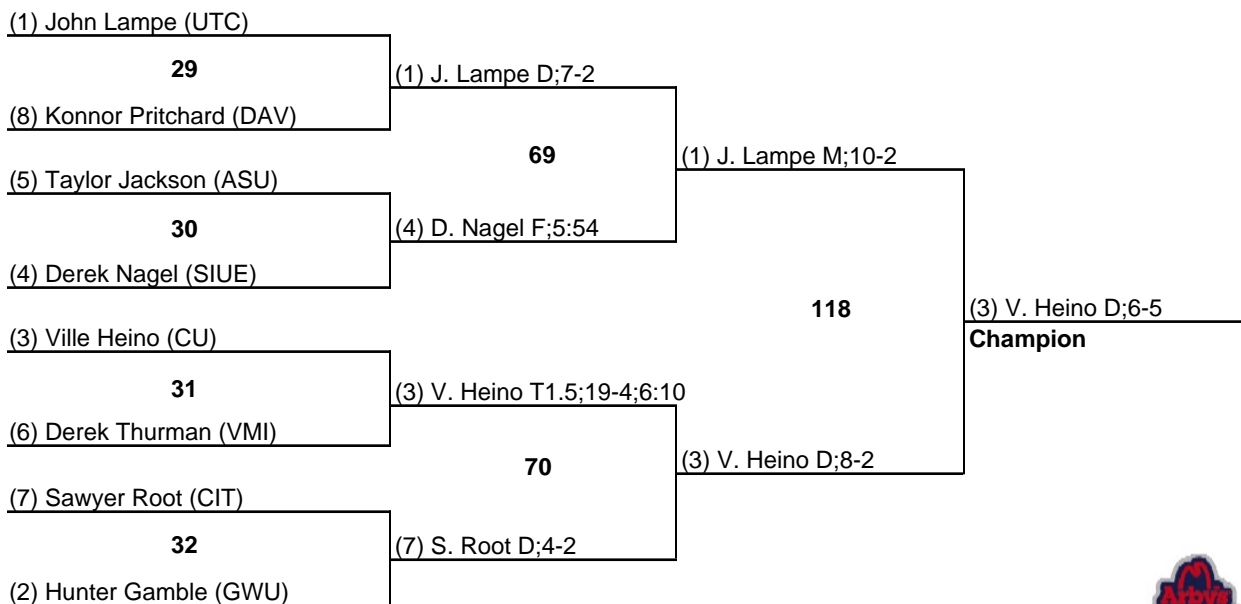 (1) John Lampe (UTC)
29
(1) J. Lampe D;7-2
(8) Konnor Pritchard (DAV)
69
(1) J. Lampe M;10-2
(5) Taylor Jackson (ASU)
30
(4) D. Nagel F;5:54
(4) Derek Nagel (SIUE)
118
(3) V. Heino D;6-5
Champion
(3) Ville Heino (CU)
31
(3) V. Heino T1.5;19-4;6:10
(6) Derek Thurman (VMI)
70
(3) V. Heino D;8-2
(7) Sawyer Root (CIT)
32
(7) S. Root D;4-2
(2) Hunter Gamble (GWU)
Arby's